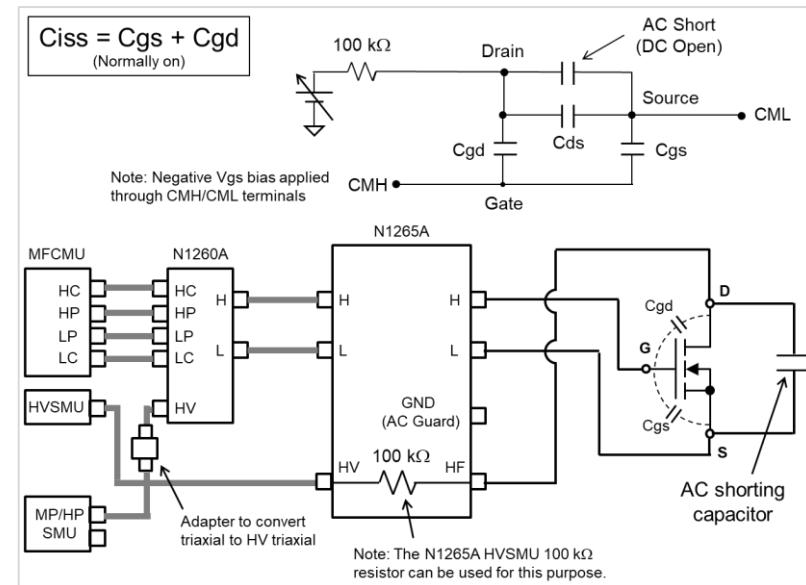 Ciss = Cgs + Cgd
(Normally on)
100 kΩ
Drain
AC Short
(DC Open)
Source
CML
Cgd
Cds
Cgs
Note: Negative Vgs bias applied
through CMH/CML terminals
CMH
Gate
MFCMU
N1260A
N1265A
HC
HP
LP
LC
HC
HP
LP
LC
H
L
HV
H
L
H
L
GND
(AC Guard)
HV
100 kΩ
HF
HVSMU
MP/HP
SMU
Adapter to convert
triaxial to HV triaxial
Note: The N1265A HVSMU 100 kΩ
resistor can be used for this purpose.
D
Cgd
G
Cgs
S
AC shorting
capacitor